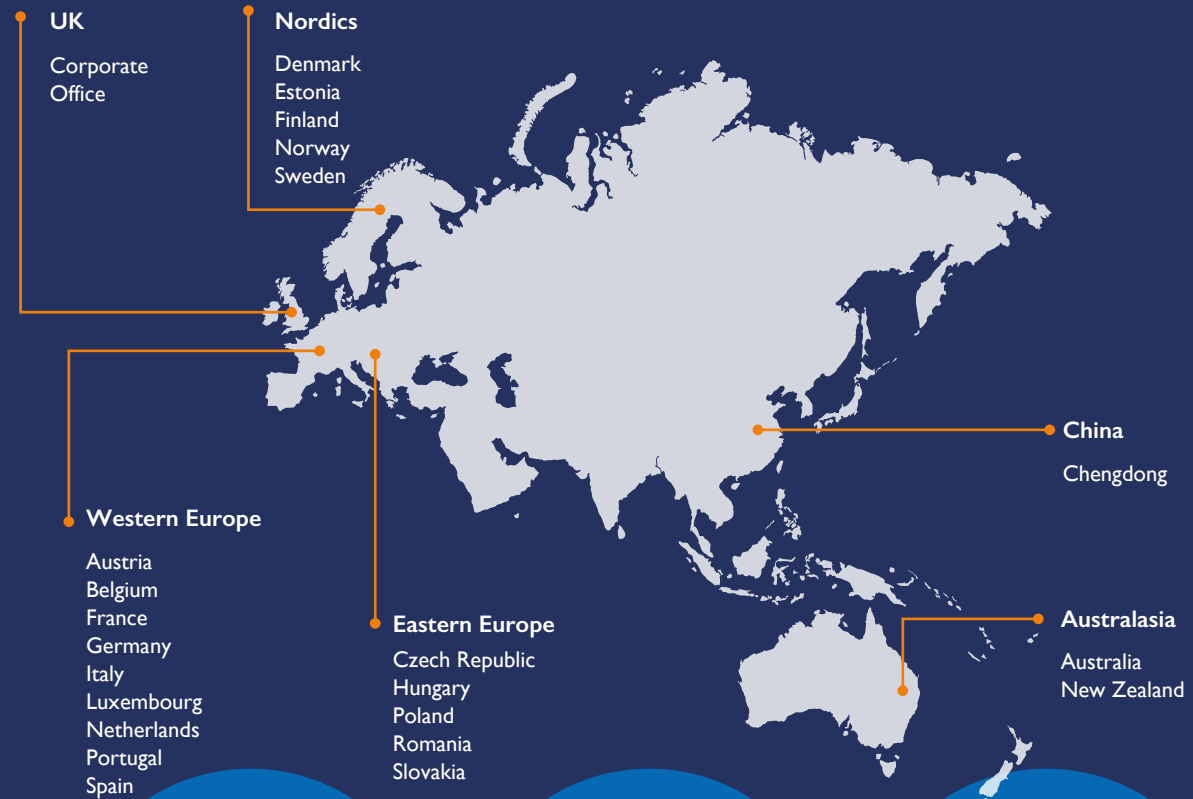 UK
Corporate
Office
Nordics
Denmark
Estonia
Finland
Norway
Sweden
China
Chengdong
Western Europe
Austria
Belgium
France
Germany
Italy
Luxembourg
Netherlands
Portugal
Spain
Eastern Europe
Czech Republic
Hungary
Poland
Romania
Slovakia
Australasia
Australia
New Zealand